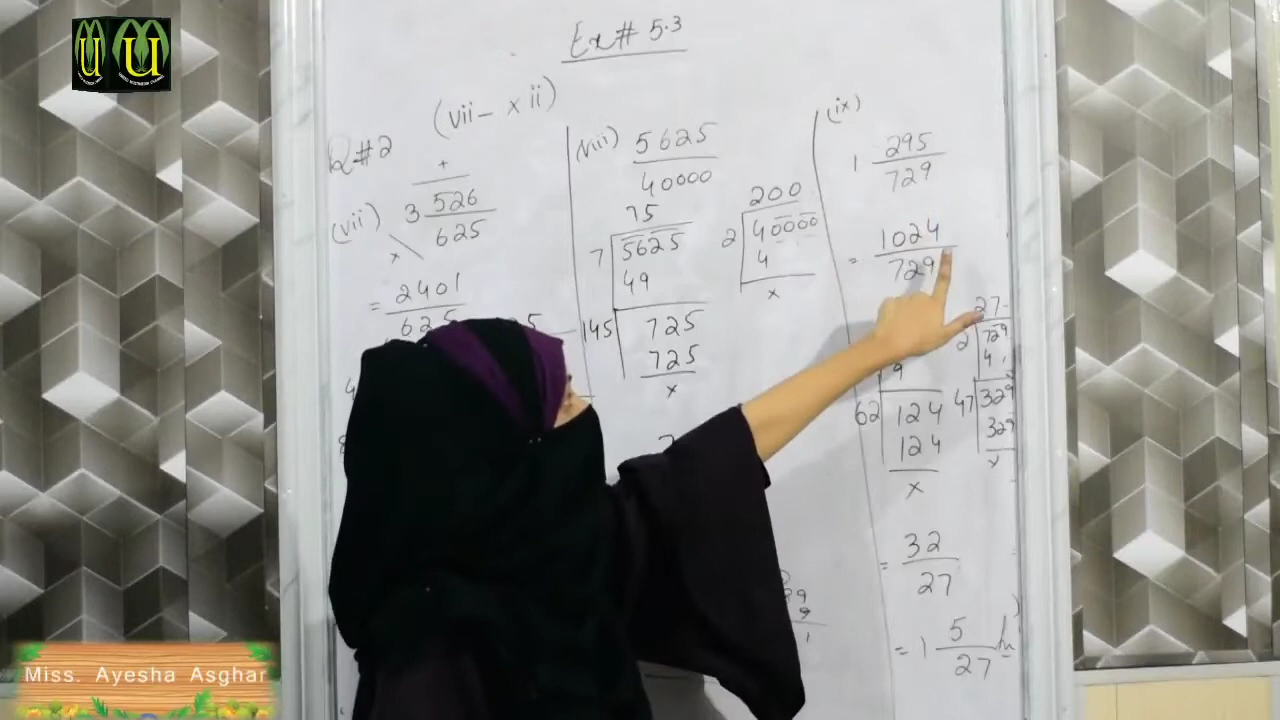 U U
Ex# 5.3
(vii - xii)
Q#2
+
(vii) 3 526
625
x
= 2401
625
(viii) 5625
40000
75
7 5625
49
145 725
725
x
200
2 40000
4
x
(ix)
1 295
729
= 1024
729
9
62 124
124
x
27
2 729
4
47 329
329
x
= 32
27
= 1 5
27
Miss. Ayesha Asghar